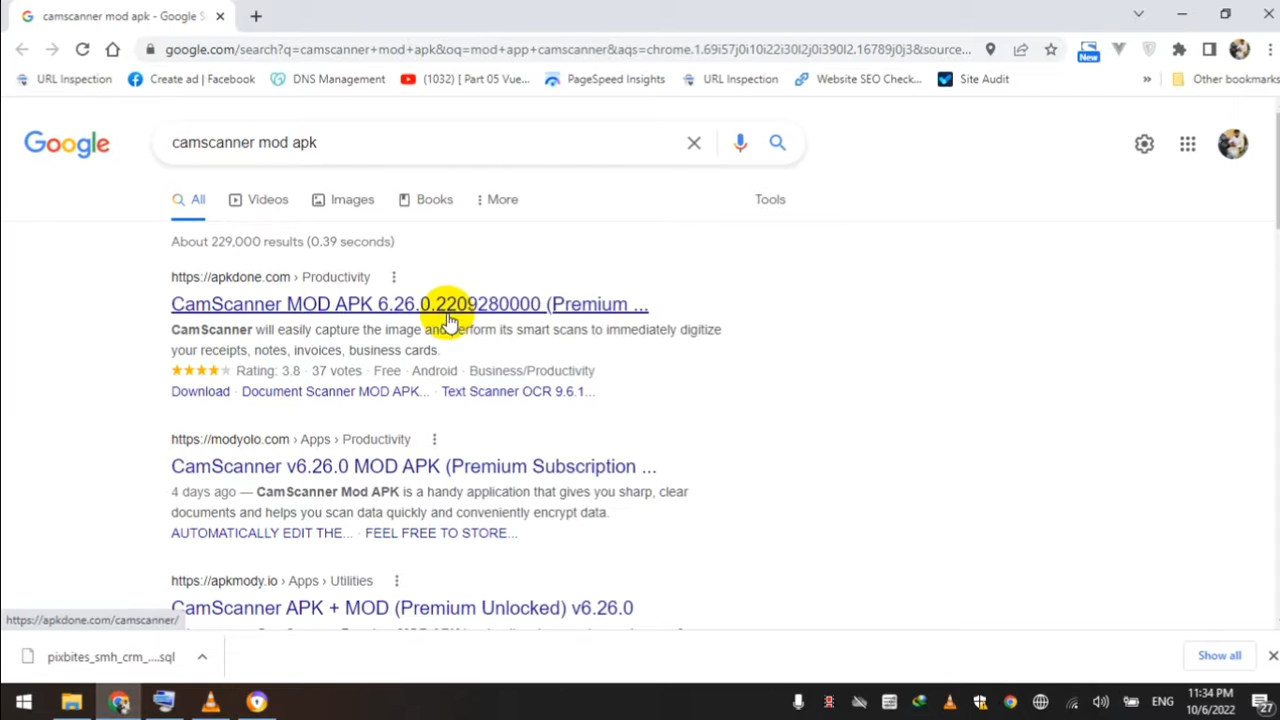 camscanner mod apk - Google S
google.com/search?q=camscanner+mod+apk&oq=mod+app+camscanner&aqs=chrome.1.69i57j0i10i22i30l2j0i390l2.16789j0j3&source...
New
URL Inspection
Create ad | Facebook
DNS Management
(1032) [ Part 05 Vue...
PageSpeed Insights
URL Inspection
Website SEO Check...
Site Audit
»
Other bookmarks
Google
camscanner mod apk
All
Videos
Images
Books
More
Tools
About 229,000 results (0.39 seconds)
https://apkdone.com › Productivity
CamScanner MOD APK 6.26.0.2209280000 (Premium ...
CamScanner will easily capture the image and perform its smart scans to immediately digitize
your receipts, notes, invoices, business cards.
Rating: 3.8 · 37 votes · Free · Android · Business/Productivity
Download · Document Scanner MOD APK... · Text Scanner OCR 9.6.1...
https://modyolo.com › Apps › Productivity
CamScanner v6.26.0 MOD APK (Premium Subscription ...
4 days ago — CamScanner Mod APK is a handy application that gives you sharp, clear
documents and helps you scan data quickly and conveniently encrypt data.
AUTOMATICALLY EDIT THE... · FEEL FREE TO STORE...
https://apkmody.io › Apps › Utilities
CamScanner APK + MOD (Premium Unlocked) v6.26.0
https://apkdone.com/camscanner/
pixbites_smh_crm_....sql
Show all
ENG
11:34 PM
10/6/2022
27